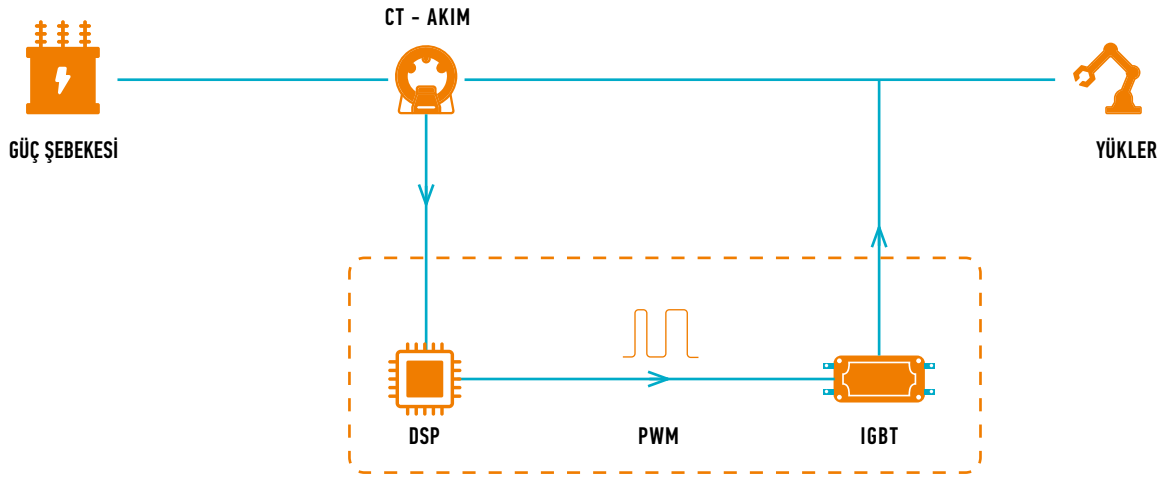 CT - AKIM
GÜÇ ŞEBEKESİ
YÜKLER
DSP
PWM
IGBT